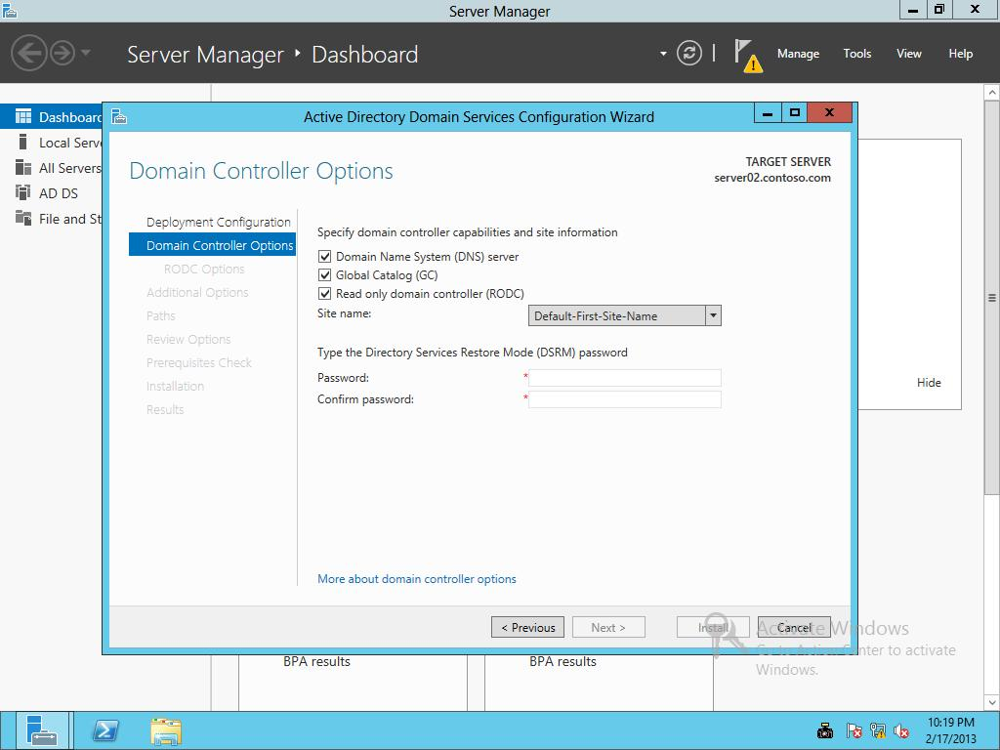 Server Manager
Server Manager ‣ Dashboard
Manage Tools View Help
Dashboard
Local Serve
All Servers
AD DS
File and St
Active Directory Domain Services Configuration Wizard
Domain Controller Options
TARGET SERVER
server02.contoso.com
Deployment Configuration
Domain Controller Options
RODC Options
Additional Options
Paths
Review Options
Prerequisites Check
Installation
Results
Specify domain controller capabilities and site information
Domain Name System (DNS) server
Global Catalog (GC)
Read only domain controller (RODC)
Site name: Default-First-Site-Name
Type the Directory Services Restore Mode (DSRM) password
Password: *
Confirm password: *
More about domain controller options
Hide
< Previous Next > Install Cancel
Activate Windows
Go to Action Center to activate
Windows.
BPA results BPA results
10:19 PM
2/17/2013